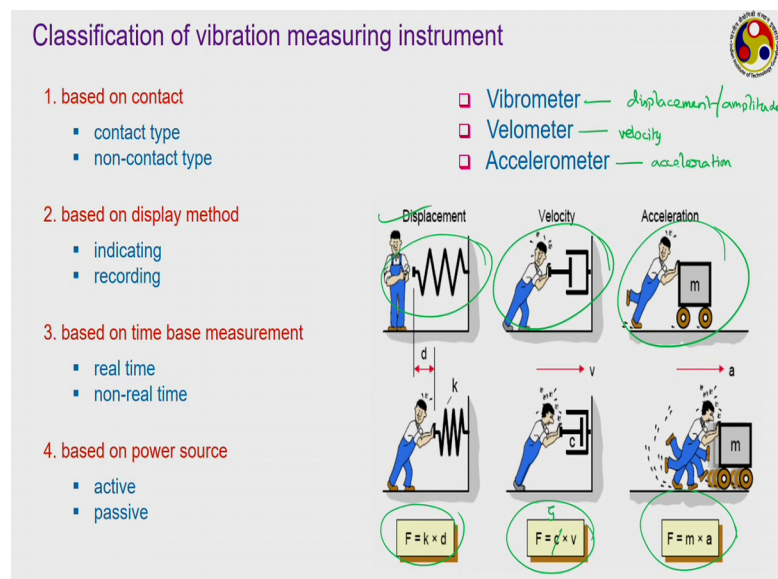 Classification of vibration measuring instrument
1. based on contact
▪ contact type
▪ non-contact type
2. based on display method
▪ indicating
▪ recording
3. based on time base measurement
▪ real time
▪ non-real time
4. based on power source
▪ active
▪ passive
❑ Vibrometer — displacement/amplitude
❑ Velometer — velocity
❑ Accelerometer — acceleration
Displacement Velocity Acceleration
m
d v a
k
c m
F = k × d F = c × v F = m × a